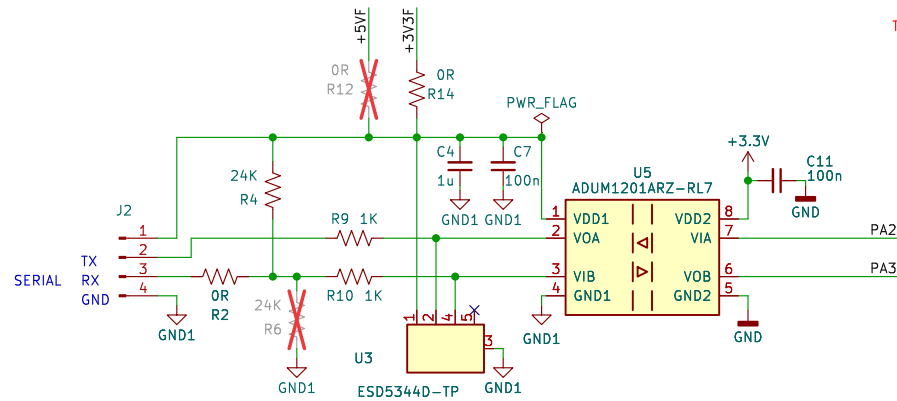 +5VF
+3V3F
T
0R
R12
0R
R14
PWR_FLAG
+3.3V
C4
1u
C7
100n
C11
100n
U5
ADUM1201ARZ-RL7
24K
R4
GND1
GND1
GND
J2
R9 1K
1
VDD1
VDD2
8
1
2
VOA
VIA
7
PA2
2
TX
3
VIB
VOB
6
PA3
SERIAL
RX
3
4
GND1
GND2
5
GND
4
0R
R2
R10 1K
24K
R6
GND1
1
2
4
5
3
GND1
GND
U3
GND1
GND1
ESD5344D-TP